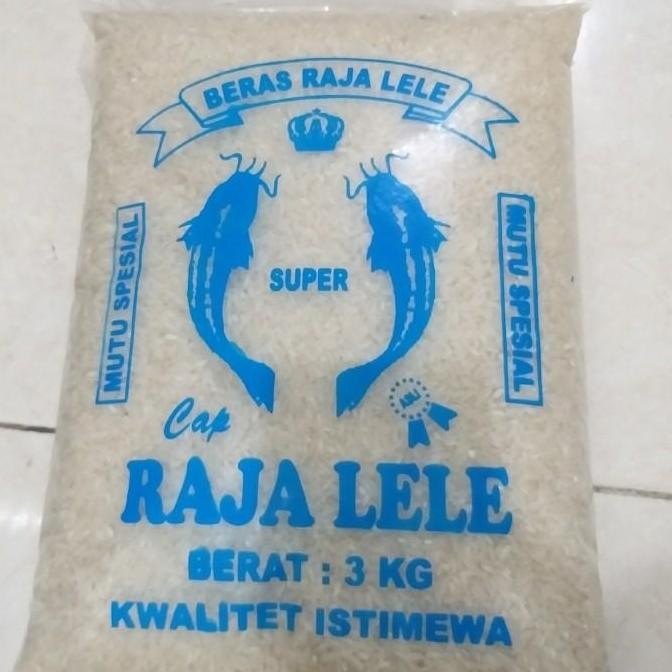 BERAS RAJA LELE
MUTU SPESIAL
SUPER
MUTU SPESIAL
Cap
RAJA LELE
BERAT : 3 KG
KWALITET ISTIMEWA